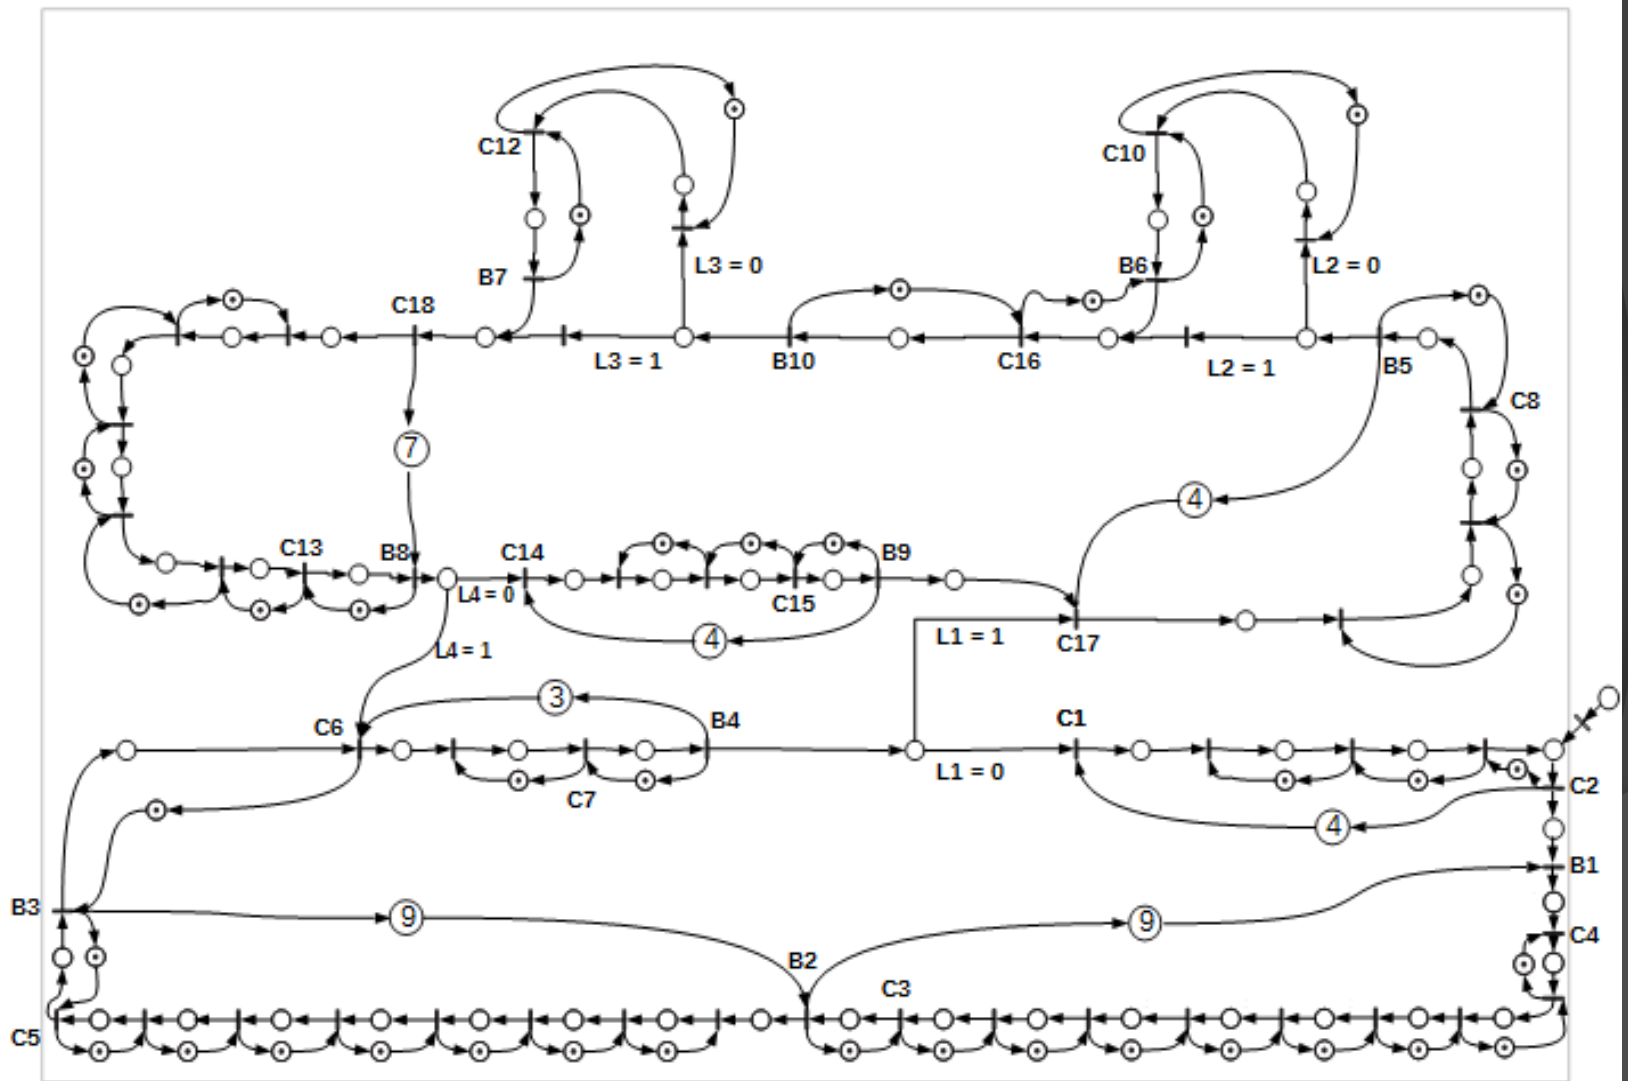 C12
C10
B7
L3 = 0
B6
L2 = 0
C18
L3 = 1
B10
C16
L2 = 1
B5
C8
7
4
C13
B8
C14
B9
L4 = 0
C15
L4 = 1
4
L1 = 1
C17
3
C6
B4
C1
L1 = 0
C7
C2
4
B1
B3
9
9
C4
B2
C3
C5